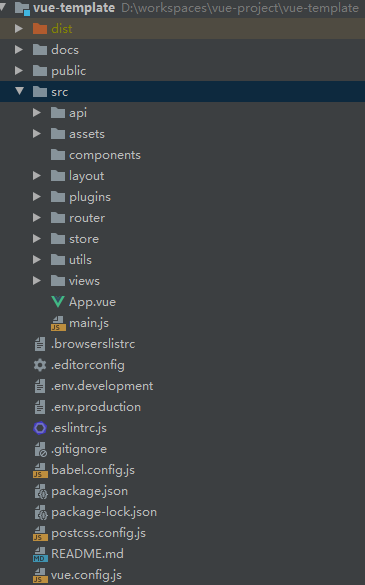 vue-template D:\workspaces\vue-project\vue-template
dist
docs
public
src
api
assets
components
layout
plugins
router
store
utils
views
App.vue
main.js
.browserslistrc
.editorconfig
.env.development
.env.production
.eslintrc.js
.gitignore
babel.config.js
package.json
package-lock.json
postcss.config.js
README.md
vue.config.js